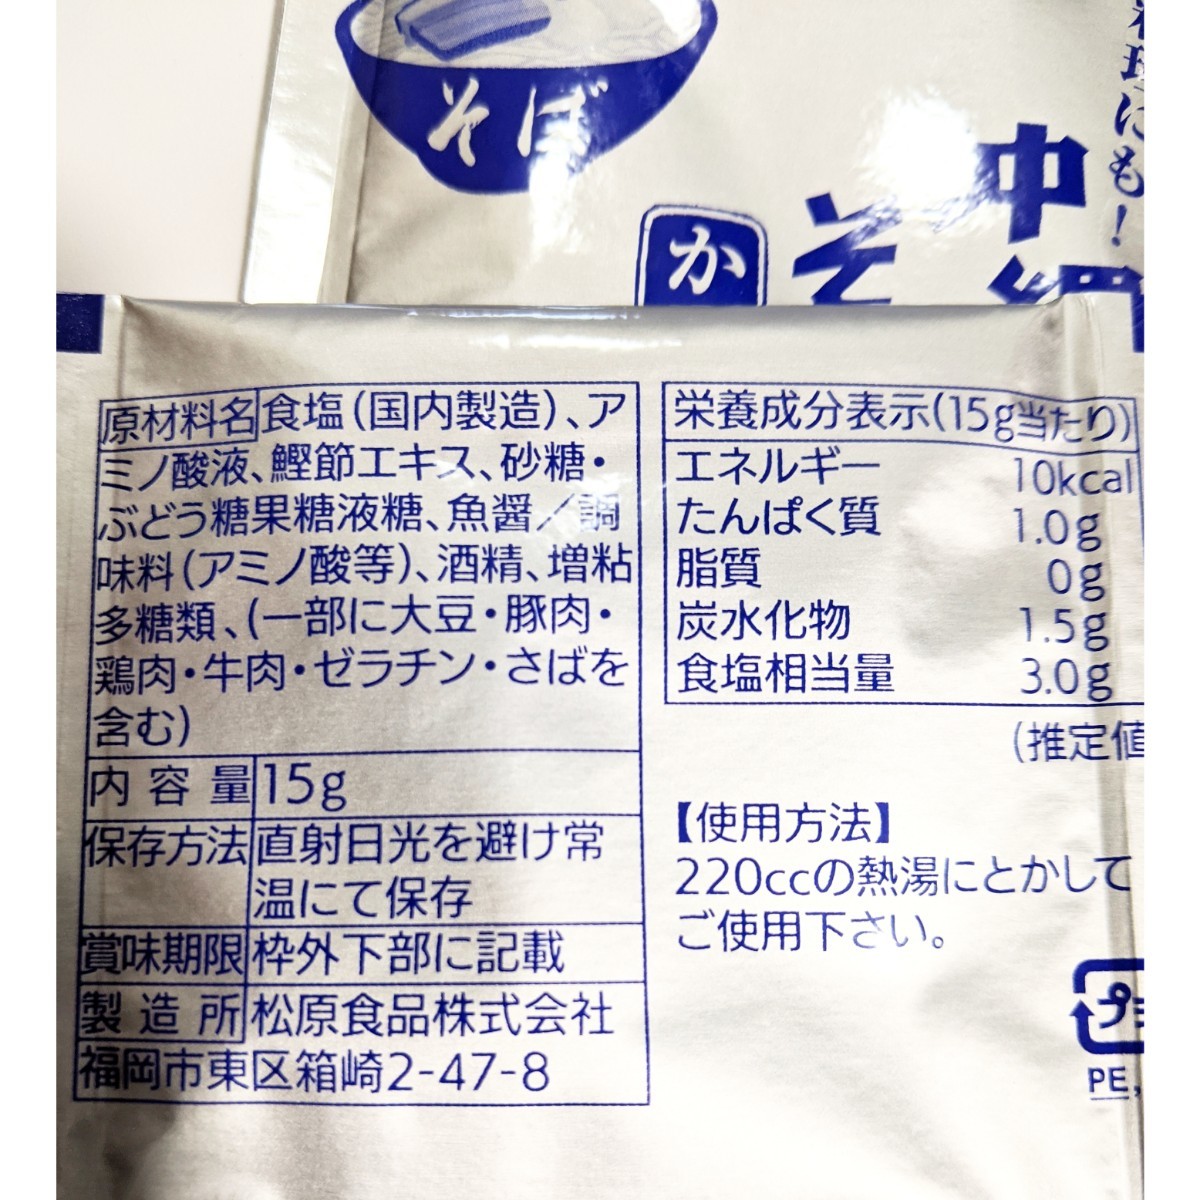 そば
料理にも!
沖縄
そば
か
原材料名 食塩(国内製造)、ア
ミノ酸液、鰹節エキス、砂糖・
ぶどう糖果糖液糖、魚醤/調
味料(アミノ酸等)、酒精、増粘
多糖類、(一部に大豆・豚肉・
鶏肉・牛肉・ゼラチン・さばを
含む)
内容量 15g
保存方法 直射日光を避け常
温にて保存
賞味期限 枠外下部に記載
製造所 松原食品株式会社
福岡市東区箱崎2-47-8
栄養成分表示(15g当たり)
エネルギー 10kcal
たんぱく質 1.0g
脂質 0g
炭水化物 1.5g
食塩相当量 3.0g
(推定値
【使用方法】
220ccの熱湯にとかして
ご使用下さい。
プラ
PE,